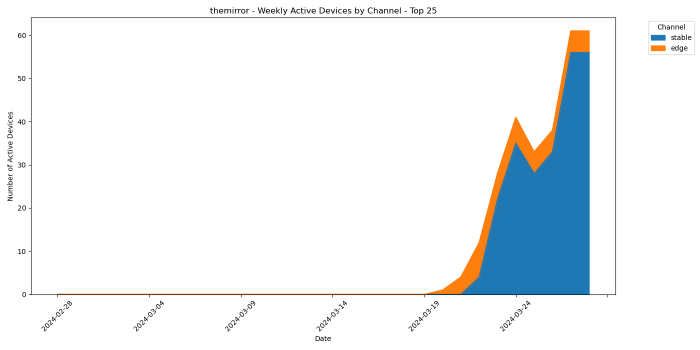 themirror - Weekly Active Devices by Channel - Top 25
Channel
stable
edge
Number of Active Devices
60
50
40
30
20
10
0
2024-02-28
2024-03-04
2024-03-09
2024-03-14
2024-03-19
2024-03-24
Date